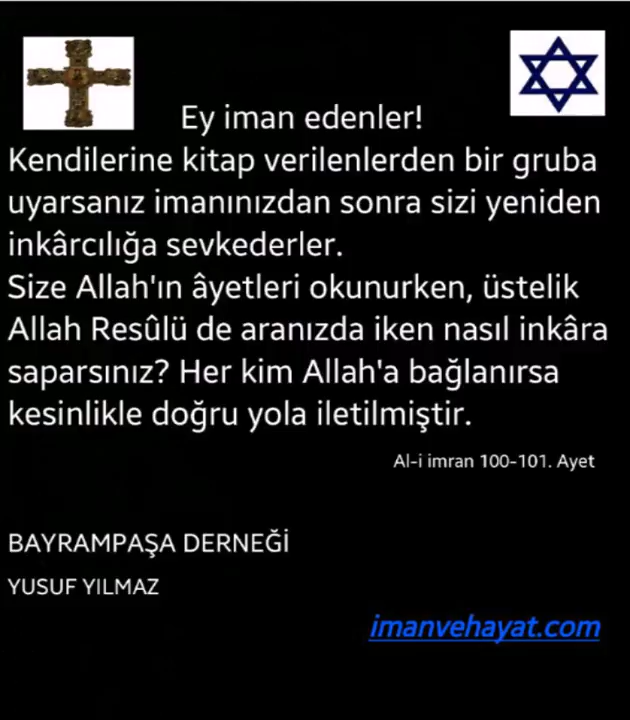 Ey iman edenler!
Kendilerine kitap verilenlerden bir gruba
uyarsanız imanınızdan sonra sizi yeniden
inkârcılığa sevkederler.
Size Allah'ın âyetleri okunurken, üstelik
Allah Resûlü de aranızda iken nasıl inkâra
saparsınız? Her kim Allah'a bağlanırsa
kesinlikle doğru yola iletilmiştir.
Al-i imran 100-101. Ayet
BAYRAMPAŞA DERNEĞİ
YUSUF YILMAZ
imanvehayat.com